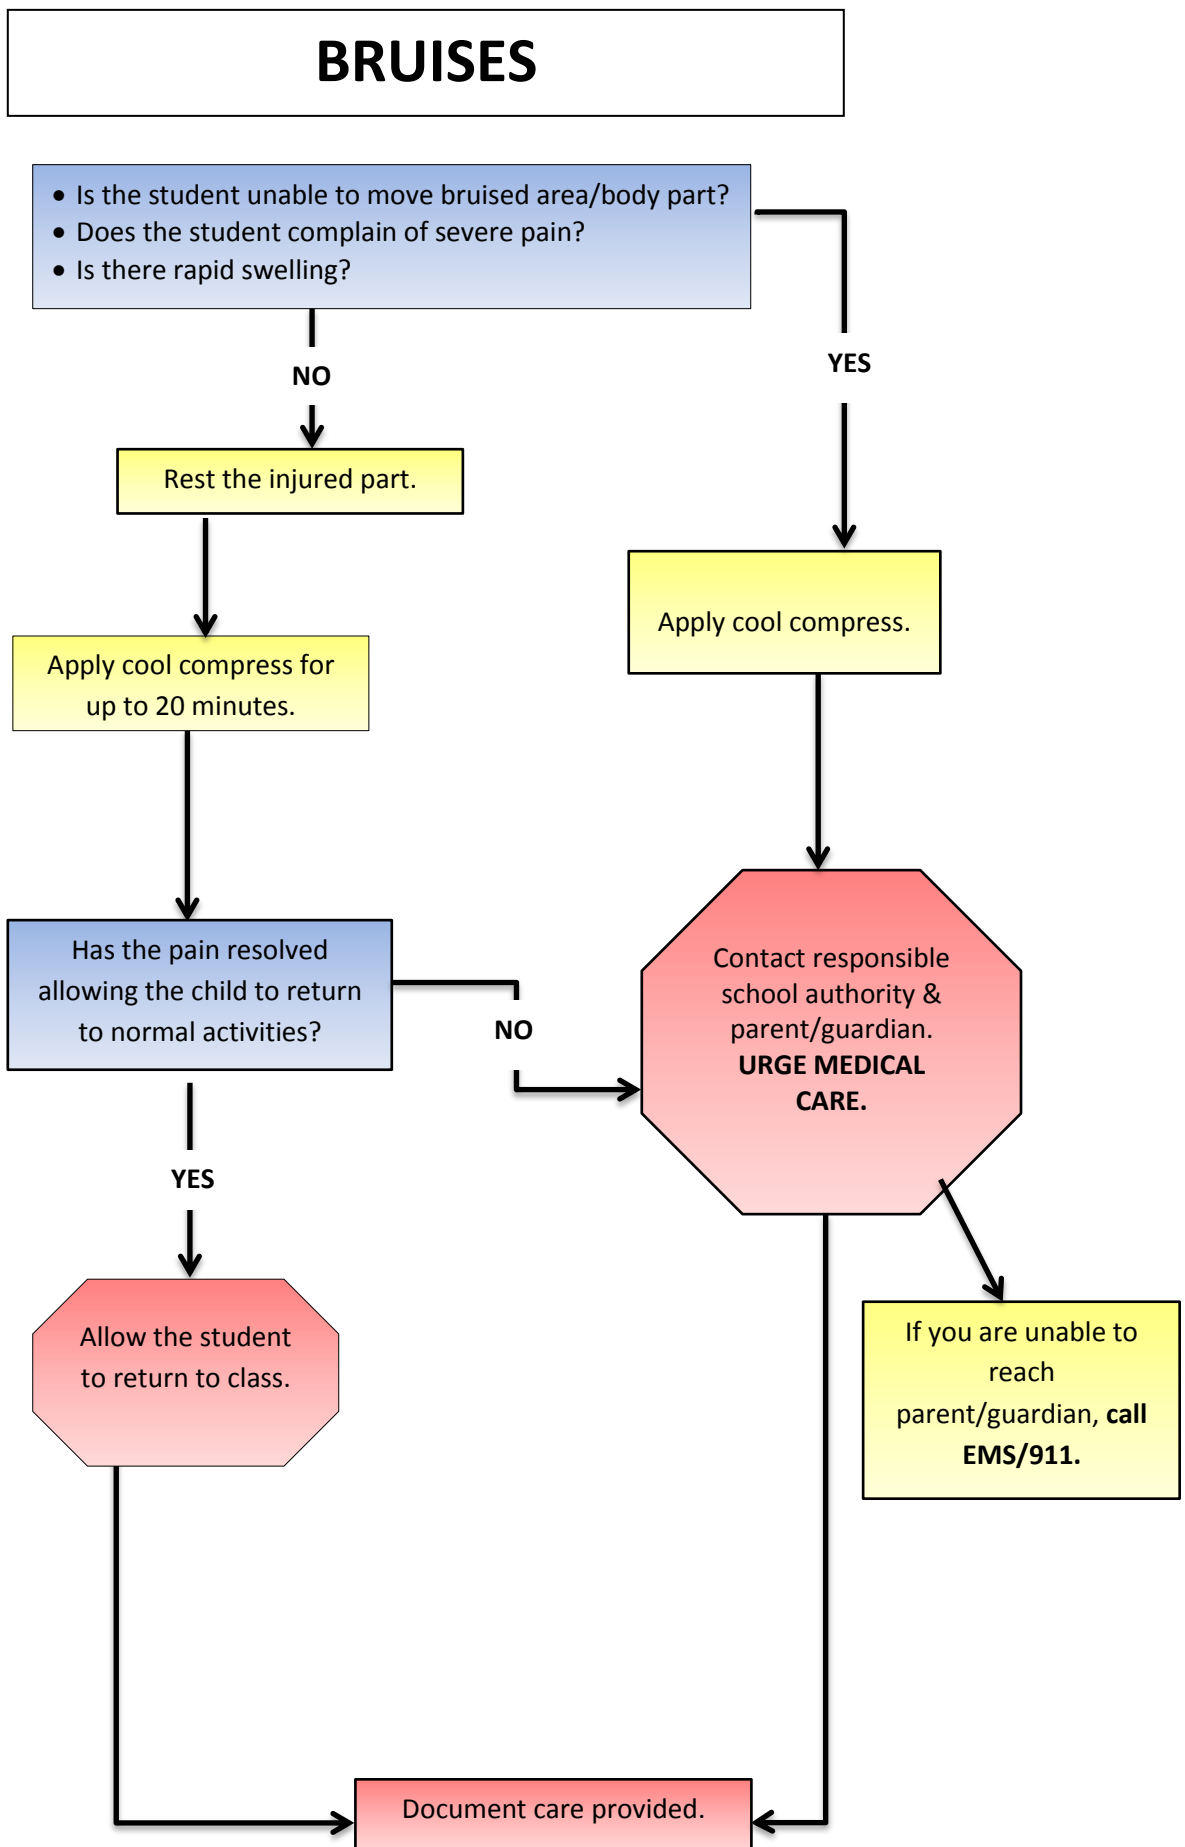 BRUISES
• Is the student unable to move bruised area/body part?
• Does the student complain of severe pain?
• Is there rapid swelling?
NO
YES
Rest the injured part.
Apply cool compress.
Apply cool compress for
up to 20 minutes.
Has the pain resolved
allowing the child to return
to normal activities?
NO
Contact responsible
school authority &
parent/guardian.
URGE MEDICAL
CARE.
YES
Allow the student
to return to class.
If you are unable to
reach
parent/guardian, call
EMS/911.
Document care provided.